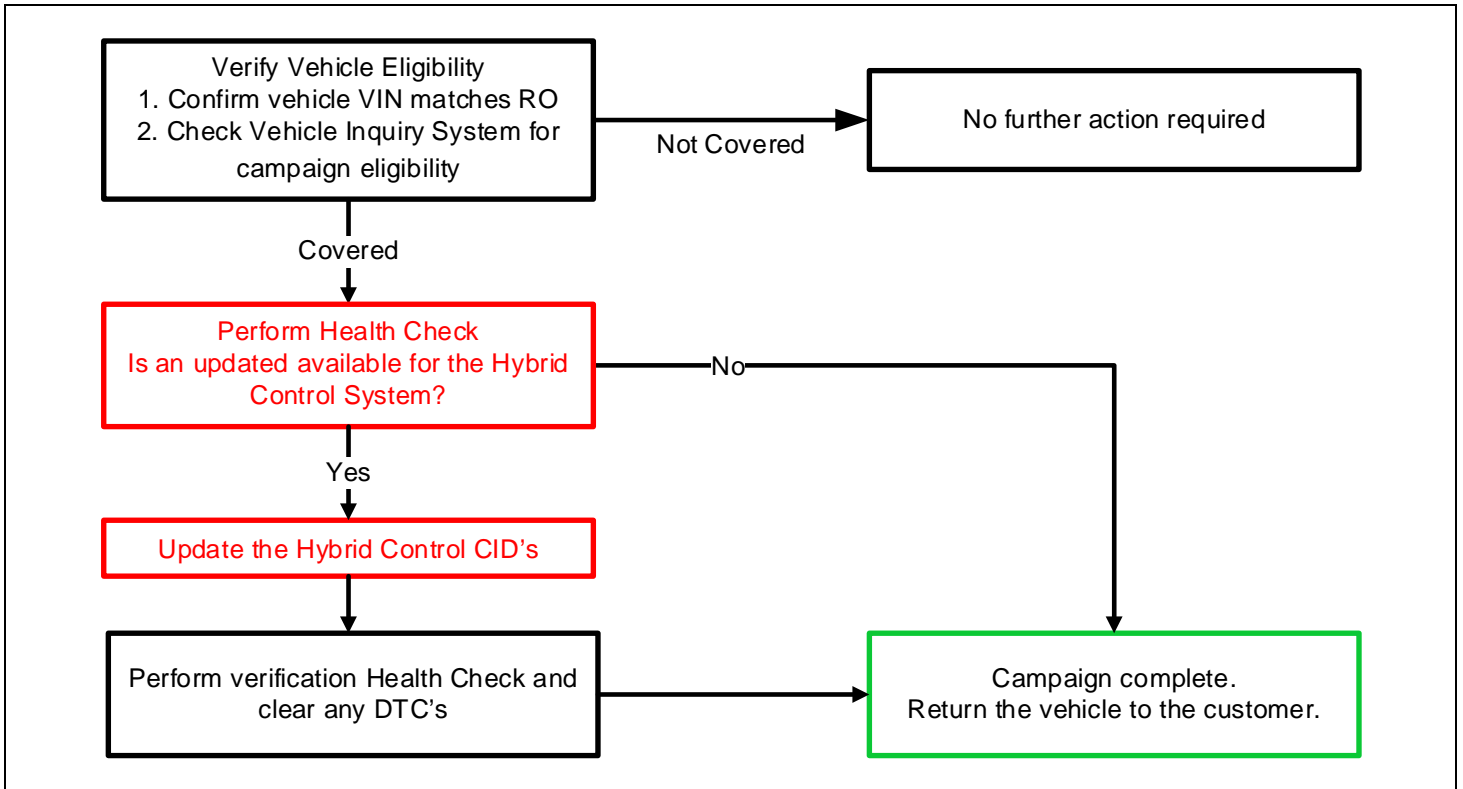 Verify Vehicle Eligibility
1. Confirm vehicle VIN matches RO
2. Check Vehicle Inquiry System for
campaign eligibility
Not Covered
No further action required
Covered
Perform Health Check
Is an updated available for the Hybrid
Control System?
No
Yes
Update the Hybrid Control CID's
Perform verification Health Check and
clear any DTC's
Campaign complete.
Return the vehicle to the customer.